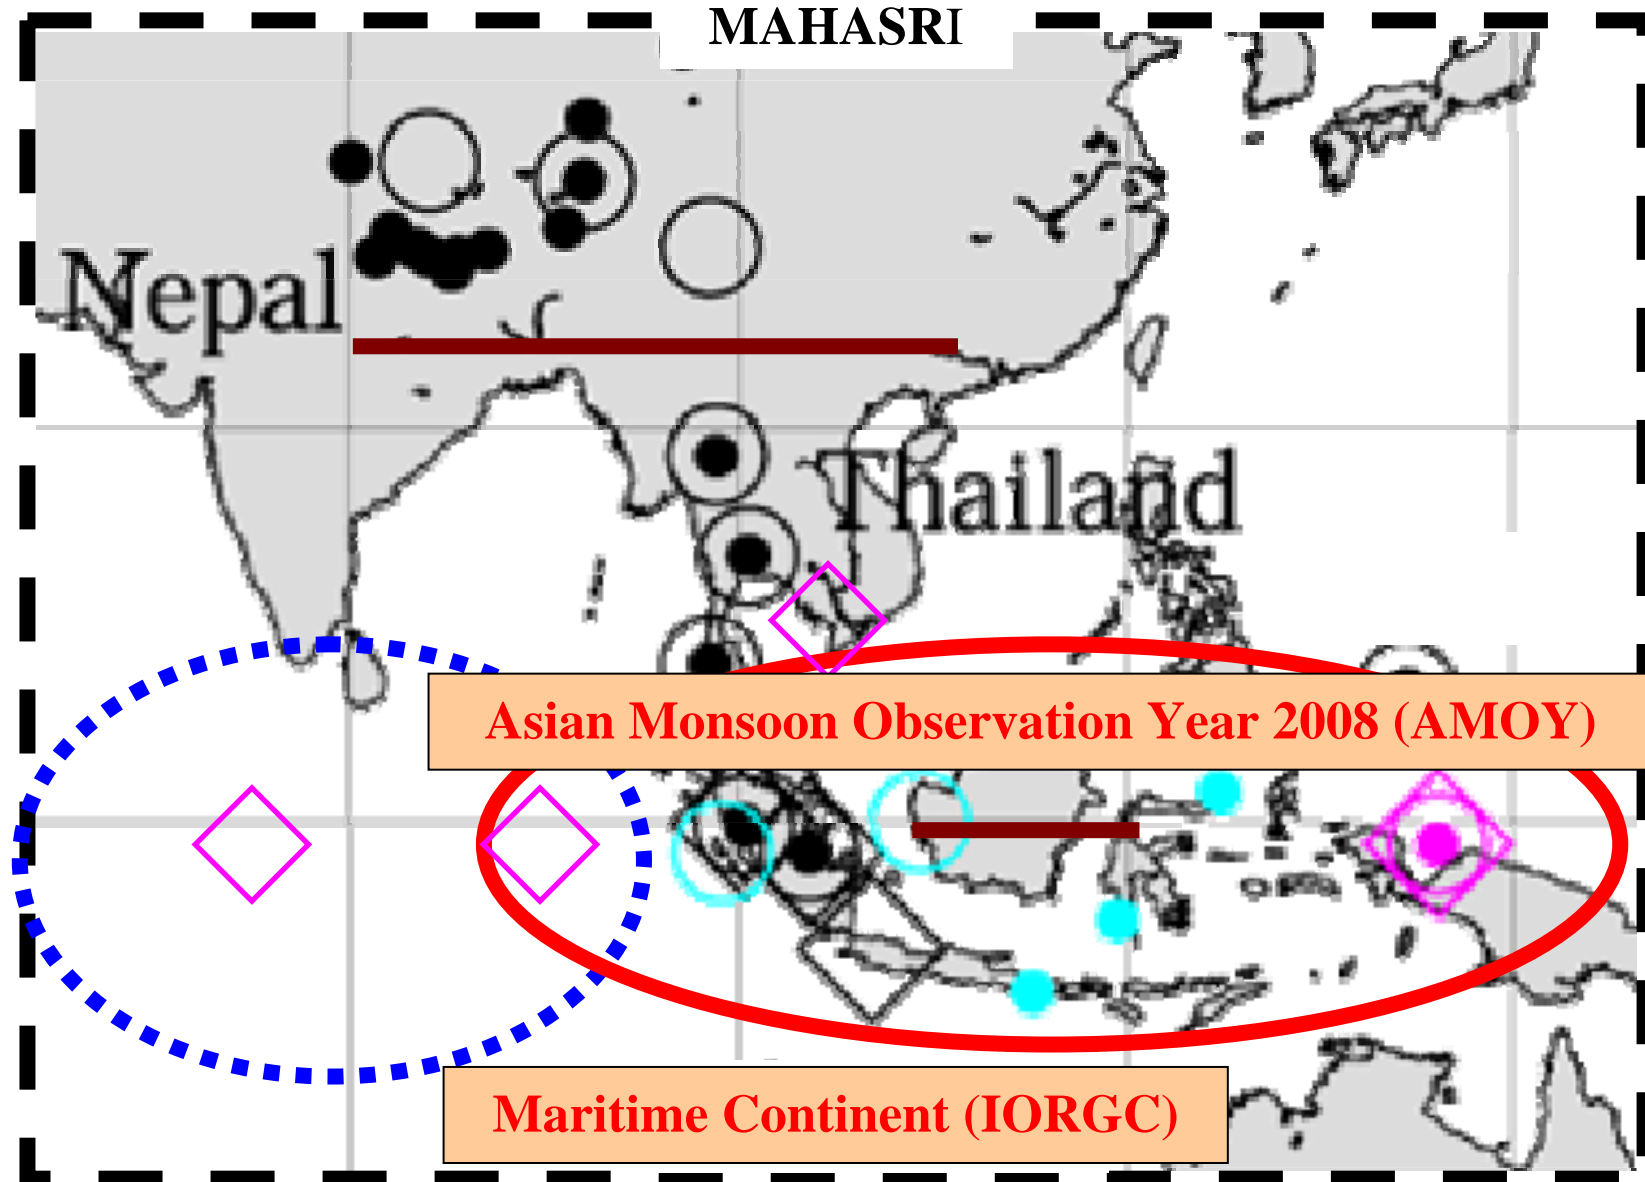 MAHASRI
Nepal
Thailand
Asian Monsoon Observation Year 2008 (AMOY)
Maritime Continent (IORGC)